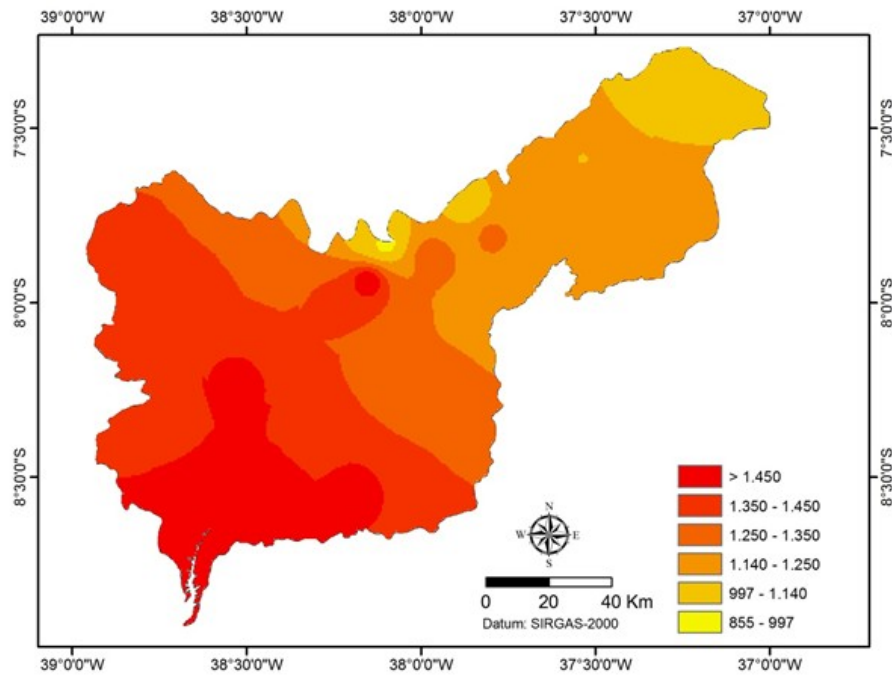 39°0'0"W 38°30'0"W 38°0'0"W 37°30'0"W 37°0'0"W
7°30'0"S
7°30'0"S
8°0'0"S
8°0'0"S
8°30'0"S
8°30'0"S
> 1.450
1.350 - 1.450
1.250 - 1.350
1.140 - 1.250
997 - 1.140
855 - 997
N
W
E
S
0 20 40 Km
Datum: SIRGAS-2000
39°0'0"W 38°30'0"W 38°0'0"W 37°30'0"W 37°0'0"W